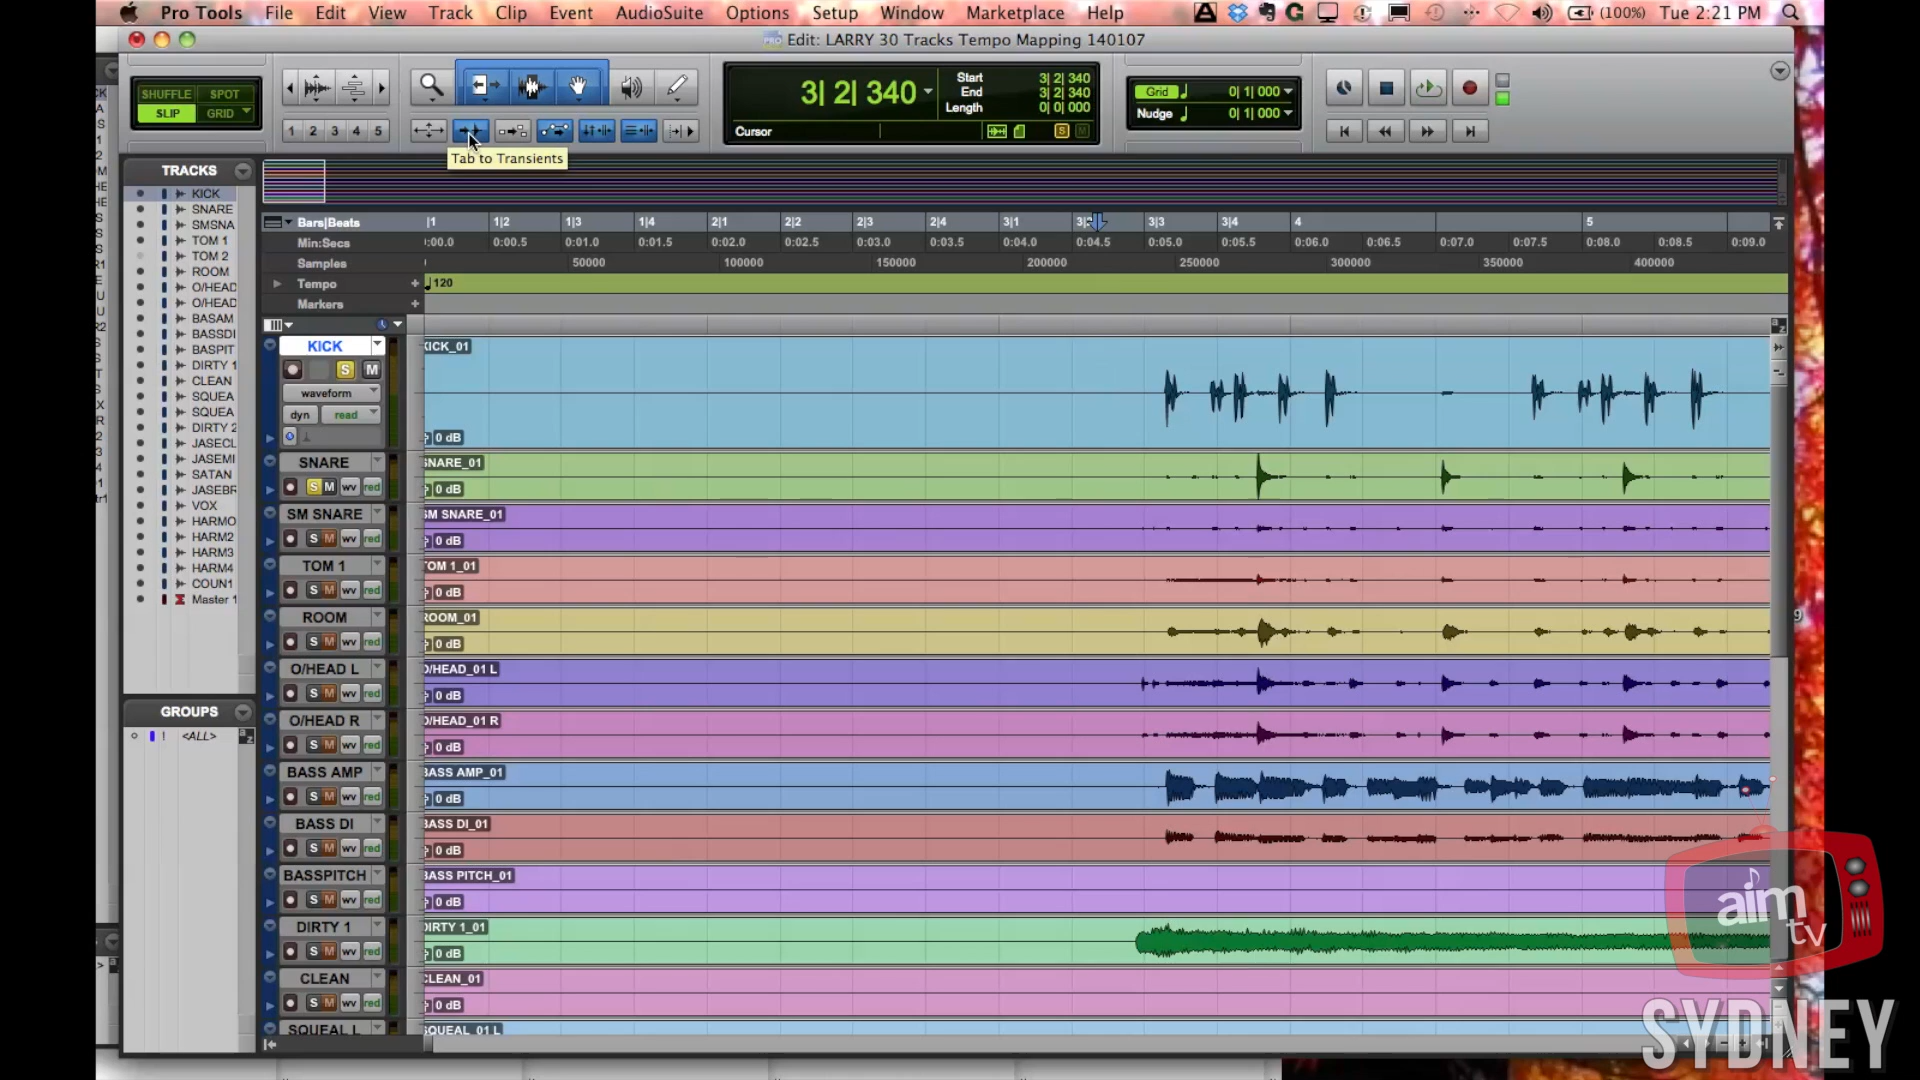 Pro Tools File Edit View Track Clip Event AudioSuite Options Setup Window Marketplace Help (100%) Tue 2:21 PM
Edit: LARRY 30 Tracks Tempo Mapping 140107
SHUFFLE SPOT
SLIP GRID
1 2 3 4 5
3| 2| 340
Start 3| 2| 340
End 3| 2| 340
Length 0| 0| 000
Cursor S M
Grid 0| 1| 000
Nudge 0| 1| 000
Tab to Transients
TRACKS
KICK
SNARE
SMSNA
TOM 1
TOM 2
ROOM
O/HEAD
O/HEAD
BASAM
BASSDI
BASPIT
DIRTY 1
CLEAN
SQUEA
SQUEA
DIRTY 2
JASECL
JASEMI
SATAN
JASEBR
VOX
HARMO
HARM2
HARM3
HARM4
COUN1
Master 1
GROUPS
! <ALL>
Bars|Beats |1 1|2 1|3 1|4 2|1 2|2 2|3 2|4 3|1 3|2 3|3 3|4 4 5
Min:Secs :00.0 0:00.5 0:01.0 0:01.5 0:02.0 0:02.5 0:03.0 0:03.5 0:04.0 0:04.5 0:05.0 0:05.5 0:06.0 0:06.5 0:07.0 0:07.5 0:08.0 0:08.5 0:09.0
Samples 50000 100000 150000 200000 250000 300000 350000 400000
Tempo + 120
Markers +
KICK KICK_01
S M
waveform
dyn read
0 dB
SNARE SNARE_01
S M wv red 0 dB
SM SNARE SM SNARE_01
S M wv red 0 dB
TOM 1 TOM 1_01
S M wv red 0 dB
ROOM ROOM_01
S M wv red 0 dB
O/HEAD L O/HEAD_01 L
S M wv red 0 dB
O/HEAD R O/HEAD_01 R
S M wv red 0 dB
BASS AMP BASS AMP_01
S M wv red 0 dB
BASS DI BASS DI_01
S M wv red 0 dB
BASSPITCH BASS PITCH_01
S M wv red 0 dB
DIRTY 1 DIRTY 1_01
S M wv red 0 dB
CLEAN CLEAN_01
S M wv red 0 dB
SQUEAL L SQUEAL_01 L
aim
tv
SYDNEY